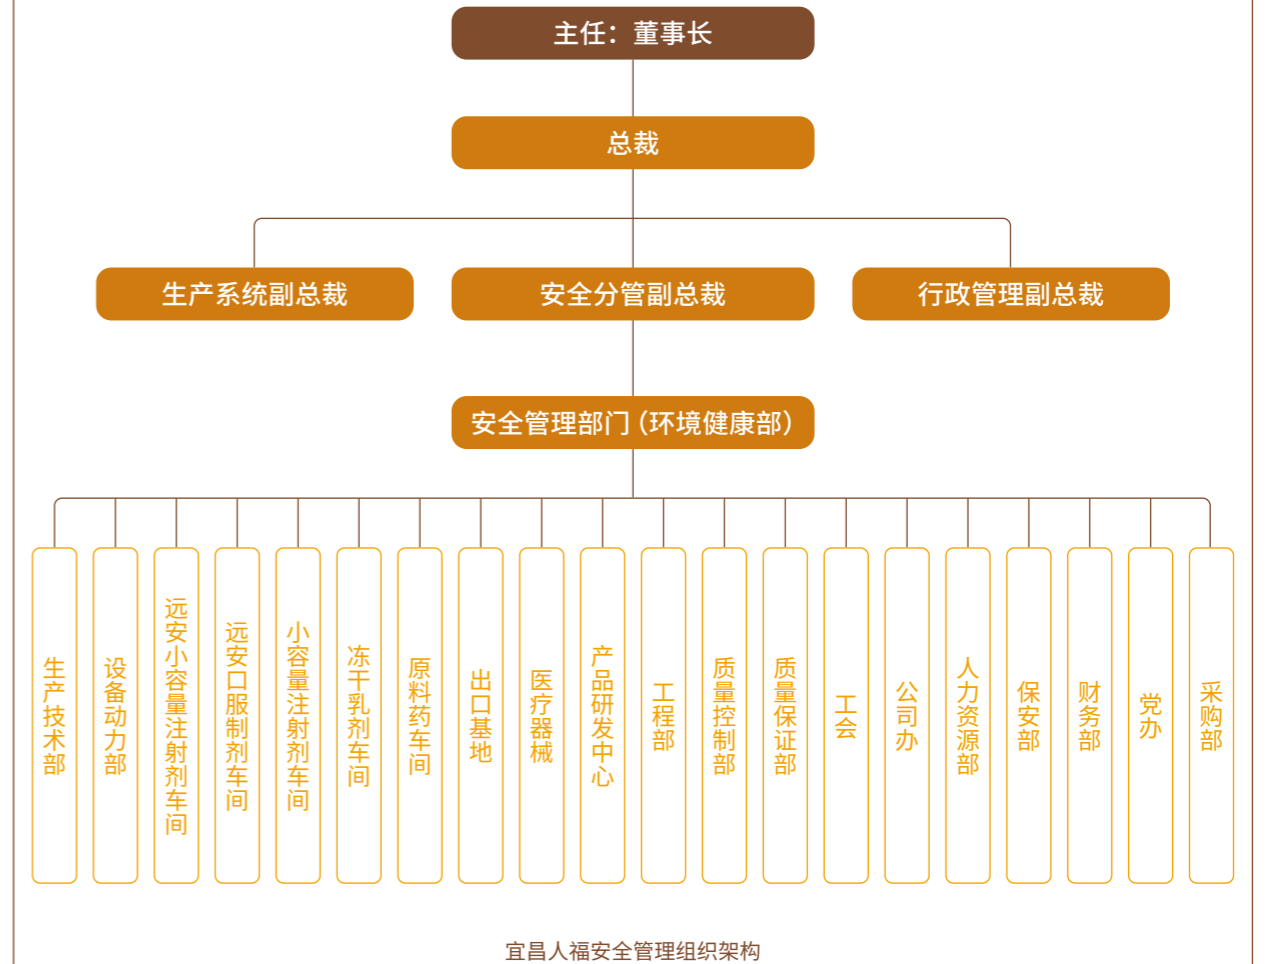 主任：董事长
总裁
生产系统副总裁
安全分管副总裁
行政管理副总裁
安全管理部门（环境健康部）
生产技术部
设备动力部
远安小容量注射剂车间
远安口服制剂车间
小容量注射剂车间
冻干乳剂车间
原料药车间
出口基地
医疗器械
产品研发中心
工程部
质量控制部
质量保证部
工会
公司办
人力资源部
保安部
财务部
党办
采购部
宜昌人福安全管理组织架构